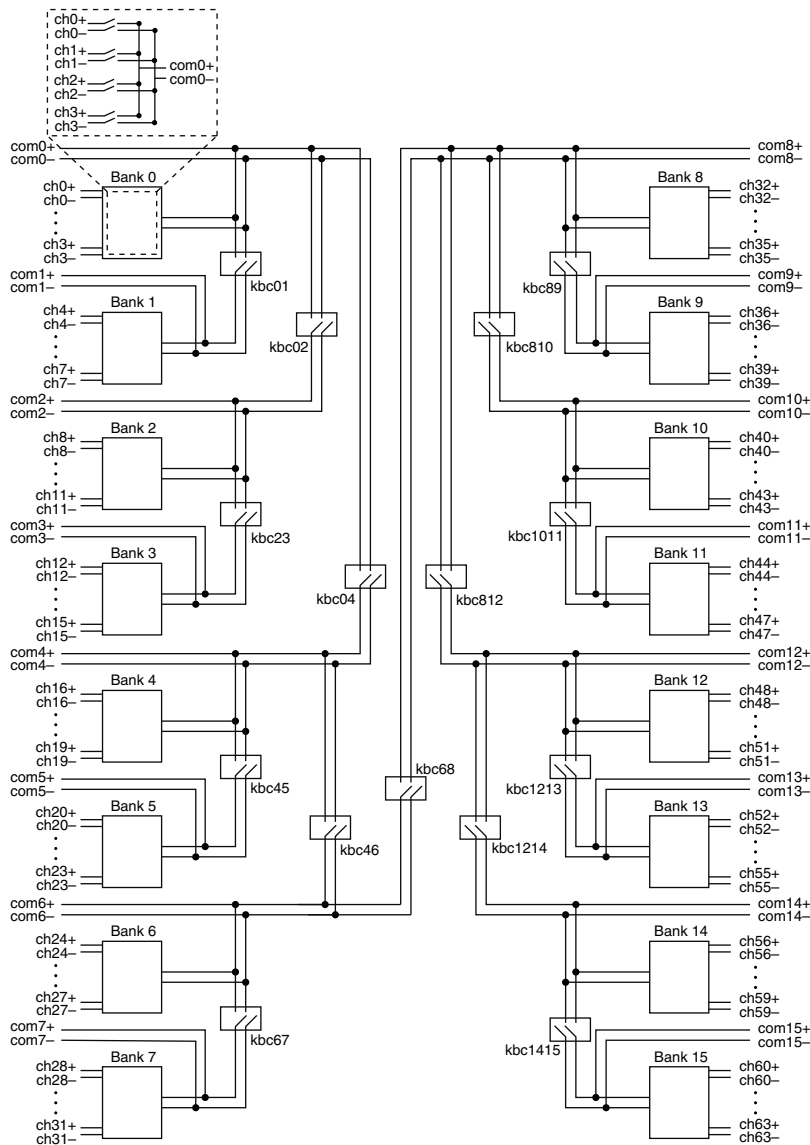 ch0+
ch0–
ch1+
ch1–
ch2+
ch2–
ch3+
ch3–
com0+
com0–
com0+
com0–
Bank 0
ch0+
ch0–
ch3+
ch3–
kbc01
com1+
com1–
Bank 1
ch4+
ch4–
ch7+
ch7–
kbc02
com2+
com2–
Bank 2
ch8+
ch8–
ch11+
ch11–
kbc23
com3+
com3–
Bank 3
ch12+
ch12–
ch15+
ch15–
kbc04
com4+
com4–
Bank 4
ch16+
ch16–
ch19+
ch19–
kbc45
kbc68
com5+
com5–
Bank 5
ch20+
ch20–
ch23+
ch23–
kbc46
com6+
com6–
Bank 6
ch24+
ch24–
ch27+
ch27–
kbc67
com7+
com7–
Bank 7
ch28+
ch28–
ch31+
ch31–
com8+
com8–
Bank 8
ch32+
ch32–
ch35+
ch35–
kbc89
com9+
com9–
Bank 9
ch36+
ch36–
ch39+
ch39–
kbc810
com10+
com10–
Bank 10
ch40+
ch40–
ch43+
ch43–
kbc1011
com11+
com11–
Bank 11
ch44+
ch44–
ch47+
ch47–
kbc812
com12+
com12–
Bank 12
ch48+
ch48–
ch51+
ch51–
kbc1213
com13+
com13–
Bank 13
ch52+
ch52–
ch55+
ch55–
kbc1214
com14+
com14–
Bank 14
ch56+
ch56–
ch59+
ch59–
kbc1415
com15+
com15–
Bank 15
ch60+
ch60–
ch63+
ch63–